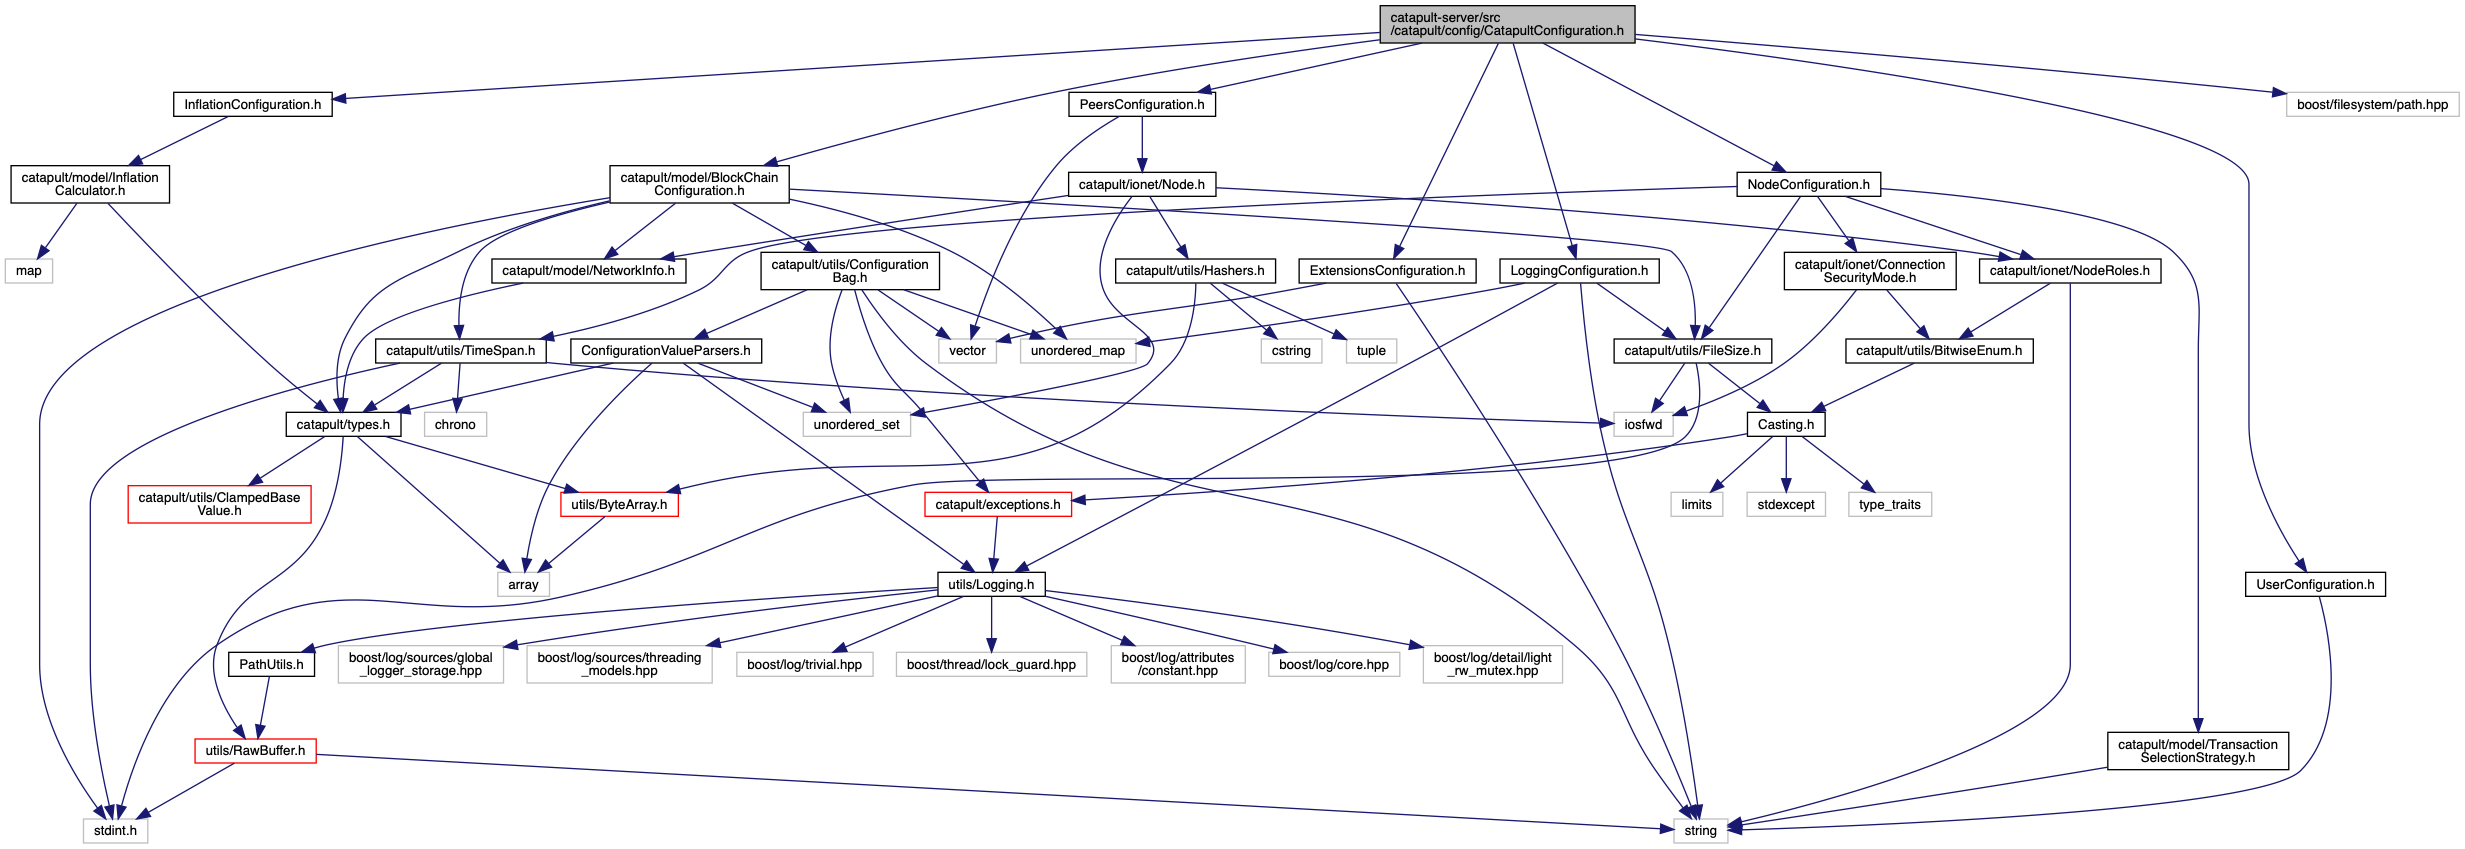 catapult-server/src
/catapult/config/CatapultConfiguration.h
InflationConfiguration.h
PeersConfiguration.h
boost/filesystem/path.hpp
catapult/model/Inflation
Calculator.h
catapult/model/BlockChain
Configuration.h
catapult/ionet/Node.h
NodeConfiguration.h
map
catapult/model/NetworkInfo.h
catapult/utils/Configuration
Bag.h
catapult/utils/Hashers.h
ExtensionsConfiguration.h
LoggingConfiguration.h
catapult/ionet/Connection
SecurityMode.h
catapult/ionet/NodeRoles.h
catapult/utils/TimeSpan.h
ConfigurationValueParsers.h
vector
unordered_map
cstring
tuple
catapult/utils/FileSize.h
catapult/utils/BitwiseEnum.h
catapult/types.h
chrono
unordered_set
iosfwd
Casting.h
catapult/utils/ClampedBase
Value.h
utils/ByteArray.h
catapult/exceptions.h
limits
stdexcept
type_traits
array
utils/Logging.h
UserConfiguration.h
PathUtils.h
boost/log/sources/global
_logger_storage.hpp
boost/log/sources/threading
_models.hpp
boost/log/trivial.hpp
boost/thread/lock_guard.hpp
boost/log/attributes
/constant.hpp
boost/log/core.hpp
boost/log/detail/light
_rw_mutex.hpp
utils/RawBuffer.h
catapult/model/Transaction
SelectionStrategy.h
stdint.h
string